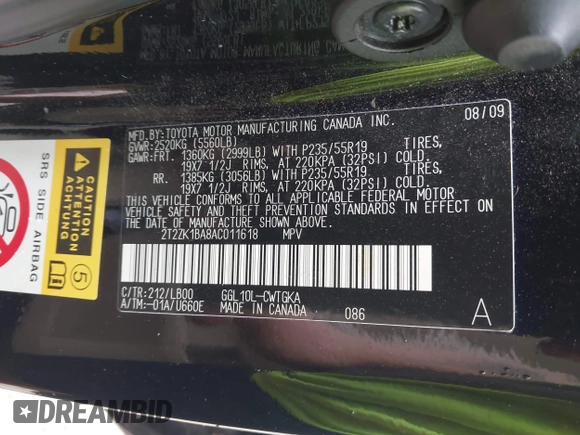 MFD.BY:TOYOTA MOTOR MANUFACTURING CANADA INC. 08/09
GVWR:2520KG (5560LB)
GAWR:FRT. 1360KG (2999LB) WITH P235/55R19 TIRES,
19X7 1/2J RIMS, AT 220KPA (32PSI) COLD.
RR. 1385KG (3056LB) WITH P235/55R19 TIRES,
19X7 1/2J RIMS, AT 220KPA (32PSI) COLD.
THIS VEHICLE CONFORMS TO ALL APPLICABLE FEDERAL MOTOR
VEHICLE SAFETY AND THEFT PREVENTION STANDARDS IN EFFECT ON
THE DATE OF MANUFACTURE SHOWN ABOVE.
2T2ZK1BA8AC011618 MPV
C/TR:212/LB00 GGL10L-CWTGKA
A/TM:-01A/U660E MADE IN CANADA 086 A
SRS SIDE AIRBAG
CAUTION
ATTENTION
ACHTUNG
5
DREAMBID